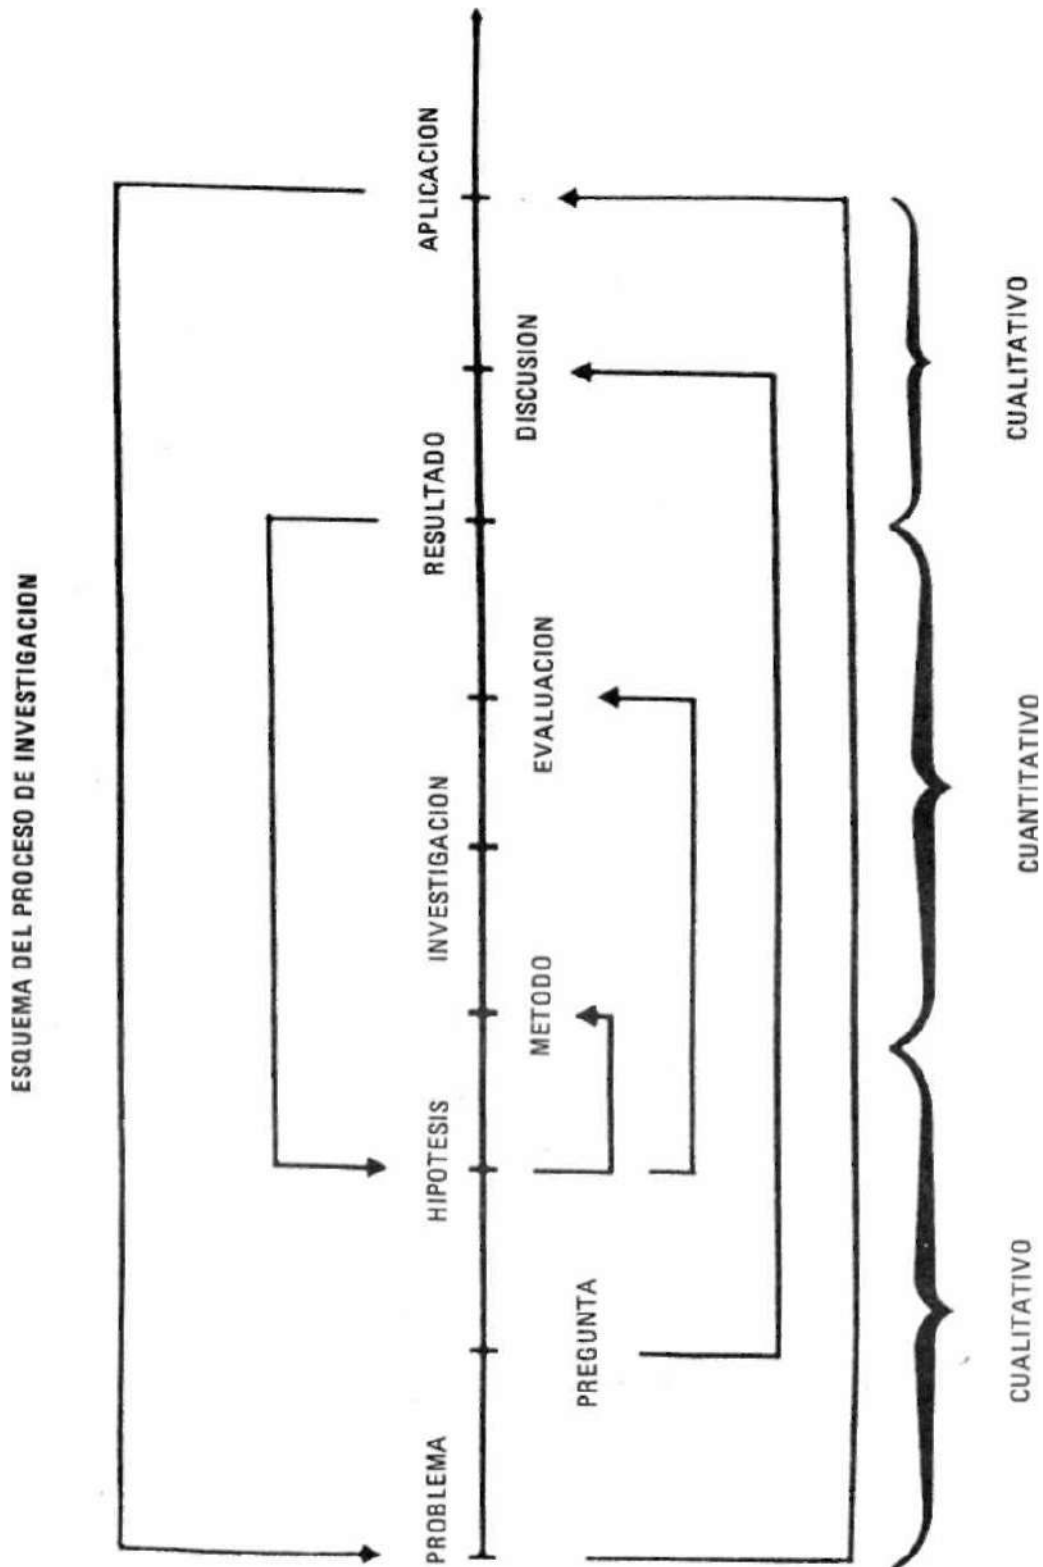 ESQUEMA DEL PROCESO DE INVESTIGACION
PROBLEMA
PREGUNTA
HIPOTESIS
METODO
INVESTIGACION
EVALUACION
RESULTADO
DISCUSION
APLICACION
CUALITATIVO
CUANTITATIVO
CUALITATIVO